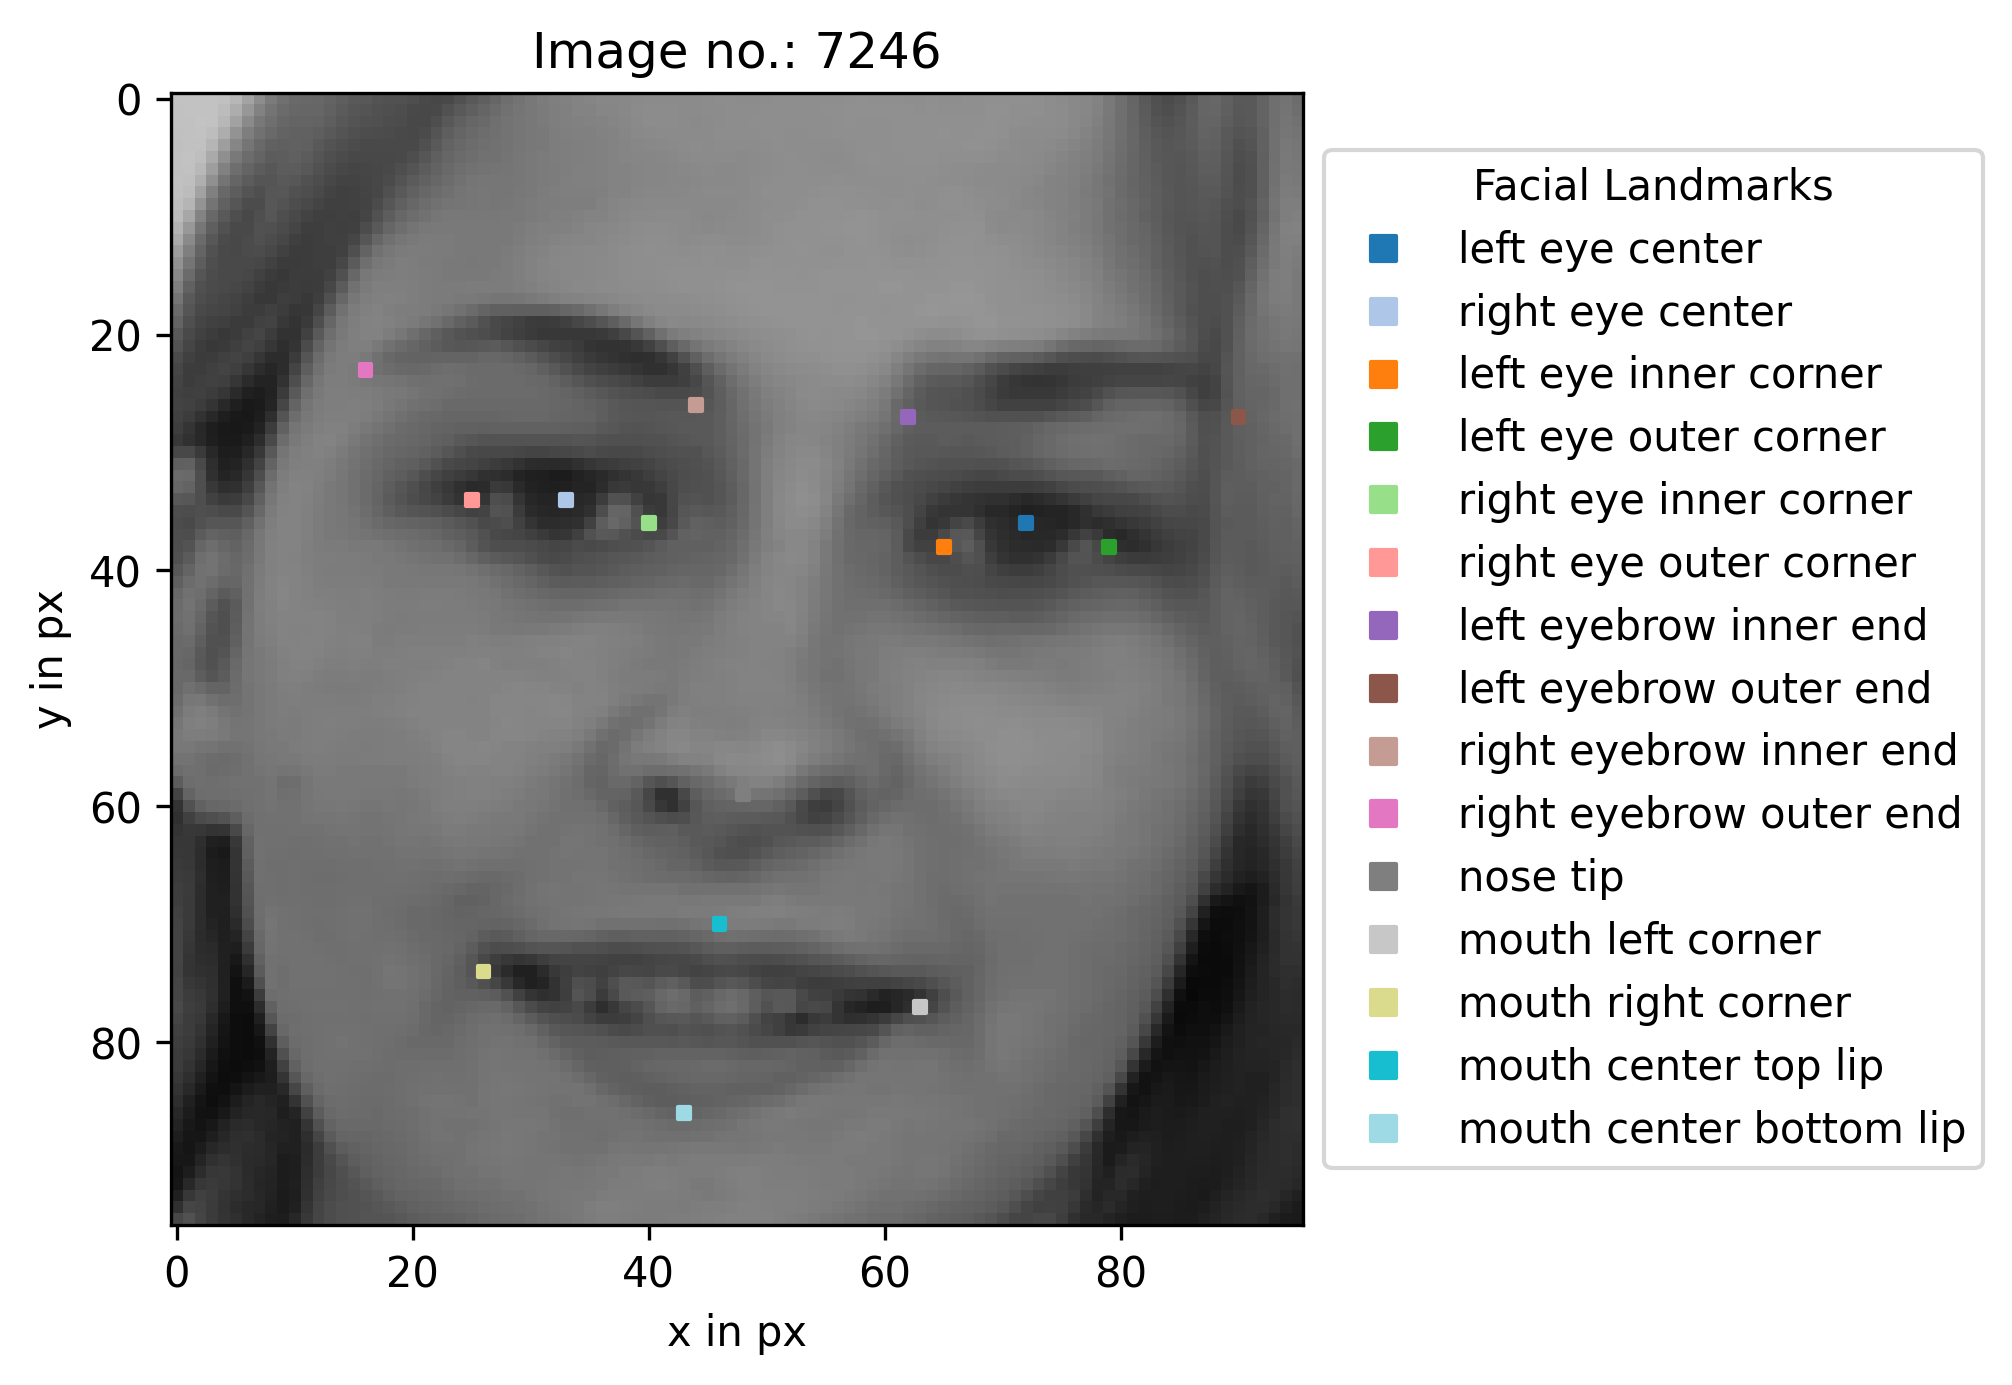 Image no.: 7246
0
20
40
60
80
y in px
0
20
40
60
80
x in px
Facial Landmarks
left eye center
right eye center
left eye inner corner
left eye outer corner
right eye inner corner
right eye outer corner
left eyebrow inner end
left eyebrow outer end
right eyebrow inner end
right eyebrow outer end
nose tip
mouth left corner
mouth right corner
mouth center top lip
mouth center bottom lip